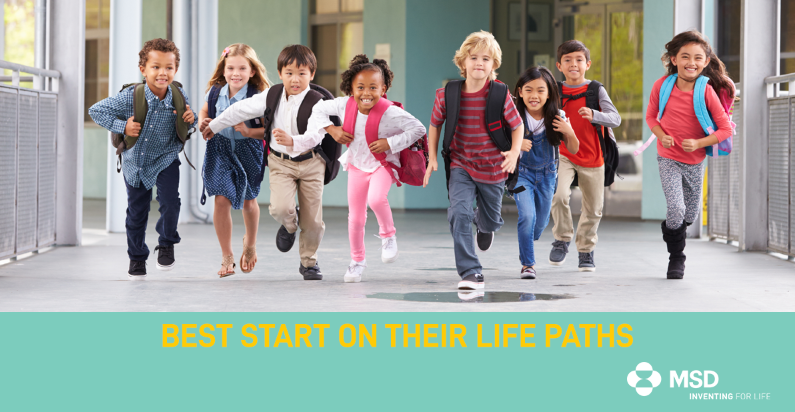 BEST START ON THEIR LIFE PATHS
MSD
INVENTING FOR LIFE